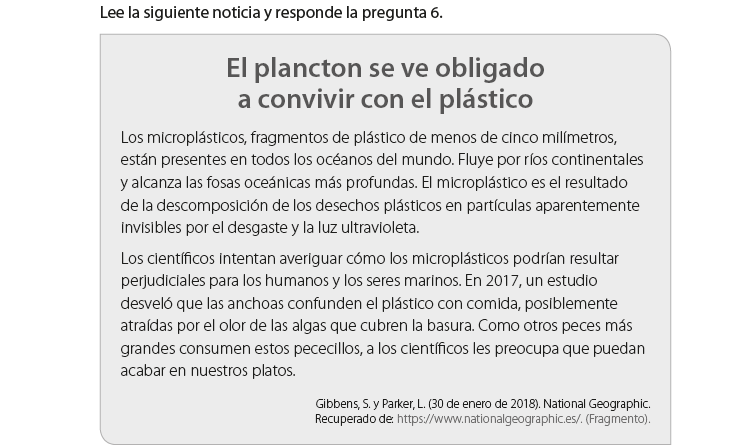 Lee la siguiente noticia y responde la pregunta 6.
El plancton se ve obligado
a convivir con el plástico
Los microplásticos, fragmentos de plástico de menos de cinco milímetros,
están presentes en todos los océanos del mundo. Fluye por ríos continentales
y alcanza las fosas oceánicas más profundas. El microplástico es el resultado
de la descomposición de los desechos plásticos en partículas aparentemente
invisibles por el desgaste y la luz ultravioleta.
Los científicos intentan averiguar cómo los microplásticos podrían resultar
perjudiciales para los humanos y los seres marinos. En 2017, un estudio
desveló que las anchoas confunden el plástico con comida, posiblemente
atraídas por el olor de las algas que cubren la basura. Como otros peces más
grandes consumen estos pececillos, a los científicos les preocupa que puedan
acabar en nuestros platos.
Gibbens, S. y Parker, L. (30 de enero de 2018). National Geographic.
Recuperado de: https://www.nationalgeographic.es/. (Fragmento).